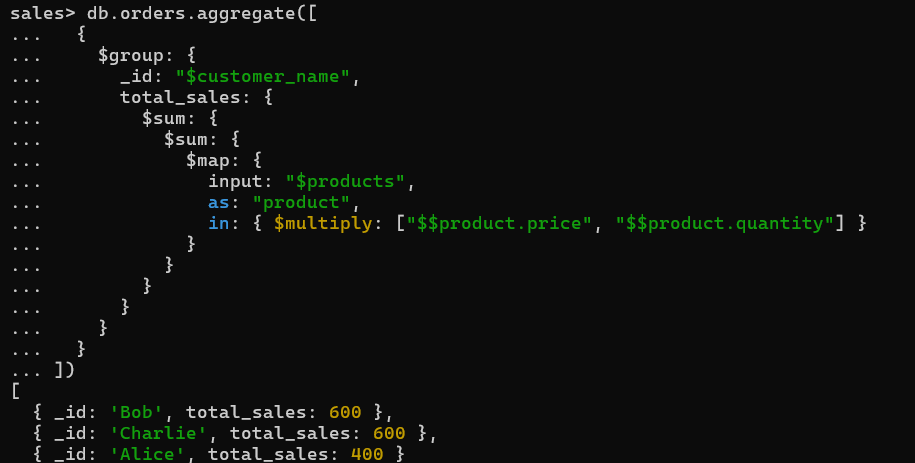 sales> db.orders.aggregate([
...   {
...     $group: {
...       _id: "$customer_name",
...       total_sales: {
...         $sum: {
...           $sum: {
...             $map: {
...               input: "$products",
...               as: "product",
...               in: { $multiply: ["$$product.price", "$$product.quantity"] }
...             }
...           }
...         }
...       }
...     }
...   }
... ])
[
  { _id: 'Bob', total_sales: 600 },
  { _id: 'Charlie', total_sales: 600 },
  { _id: 'Alice', total_sales: 400 }